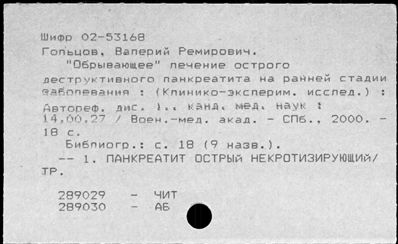 Шифр 02-53168
Гольцов, Валерий Ремирович.
"Обрывающее" лечение острого
деструктивного панкреатита на ранней стадии
заболевания : (Клинико-эксперим. исслед.) :
Автореф. дис. ... канд. мед. наук :
14.00.27 / Воен.-мед. акад. - СПб., 2000. -
18 с.
Библиогр.: с. 18 (9 назв.).
-- 1. ПАНКРЕАТИТ ОСТРЫЙ НЕКРОТИЗИРУЮЩИЙ/
ТР.
289029 - ЧИТ
289030 - АБ